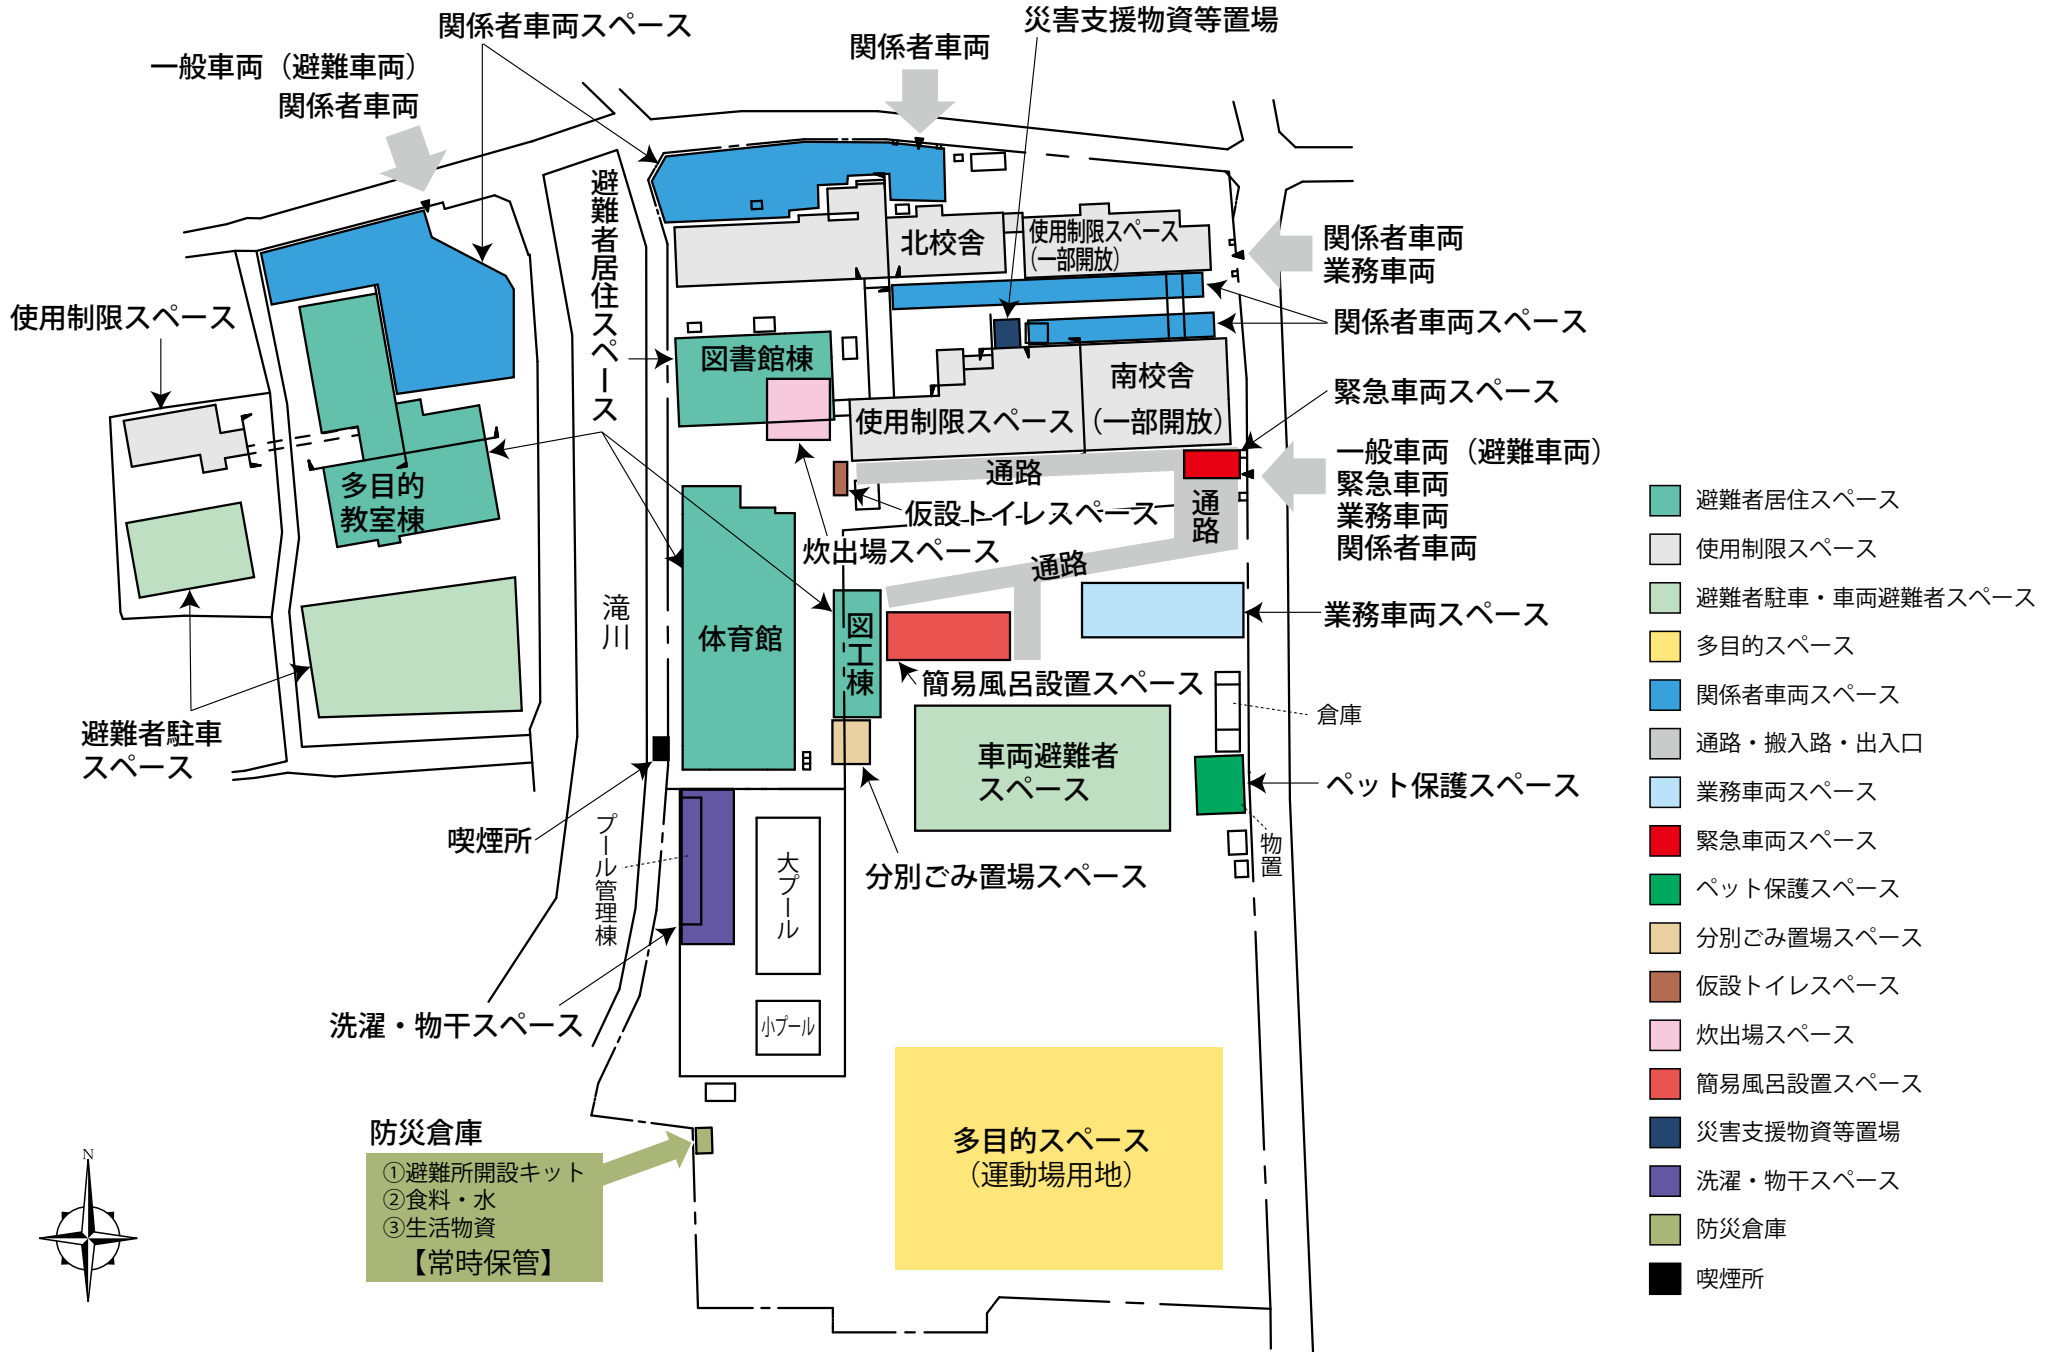 関係者車両スペース
災害支援物資等置場
関係者車両
一般車両（避難車両）
関係者車両
避難者居住スペース
北校舎
使用制限スペース
（一部開放）
関係者車両
業務車両
使用制限スペース
関係者車両スペース
図書館棟
南校舎
（一部開放）
使用制限スペース
緊急車両スペース
一般車両（避難車両）
緊急車両
業務車両
関係者車両
通路
通路
通路
多目的
教室棟
仮設トイレスペース
炊出場スペース
滝川
体育館
図工棟
業務車両スペース
簡易風呂設置スペース
倉庫
避難者駐車
スペース
車両避難者
スペース
ペット保護スペース
喫煙所
プール管理棟
大プール
物置
分別ごみ置場スペース
洗濯・物干スペース
小プール
防災倉庫
①避難所開設キット
②食料・水
③生活物資
【常時保管】
多目的スペース
（運動場用地）
N
避難者居住スペース
使用制限スペース
避難者駐車・車両避難者スペース
多目的スペース
関係者車両スペース
通路・搬入路・出入口
業務車両スペース
緊急車両スペース
ペット保護スペース
分別ごみ置場スペース
仮設トイレスペース
炊出場スペース
簡易風呂設置スペース
災害支援物資等置場
洗濯・物干スペース
防災倉庫
喫煙所